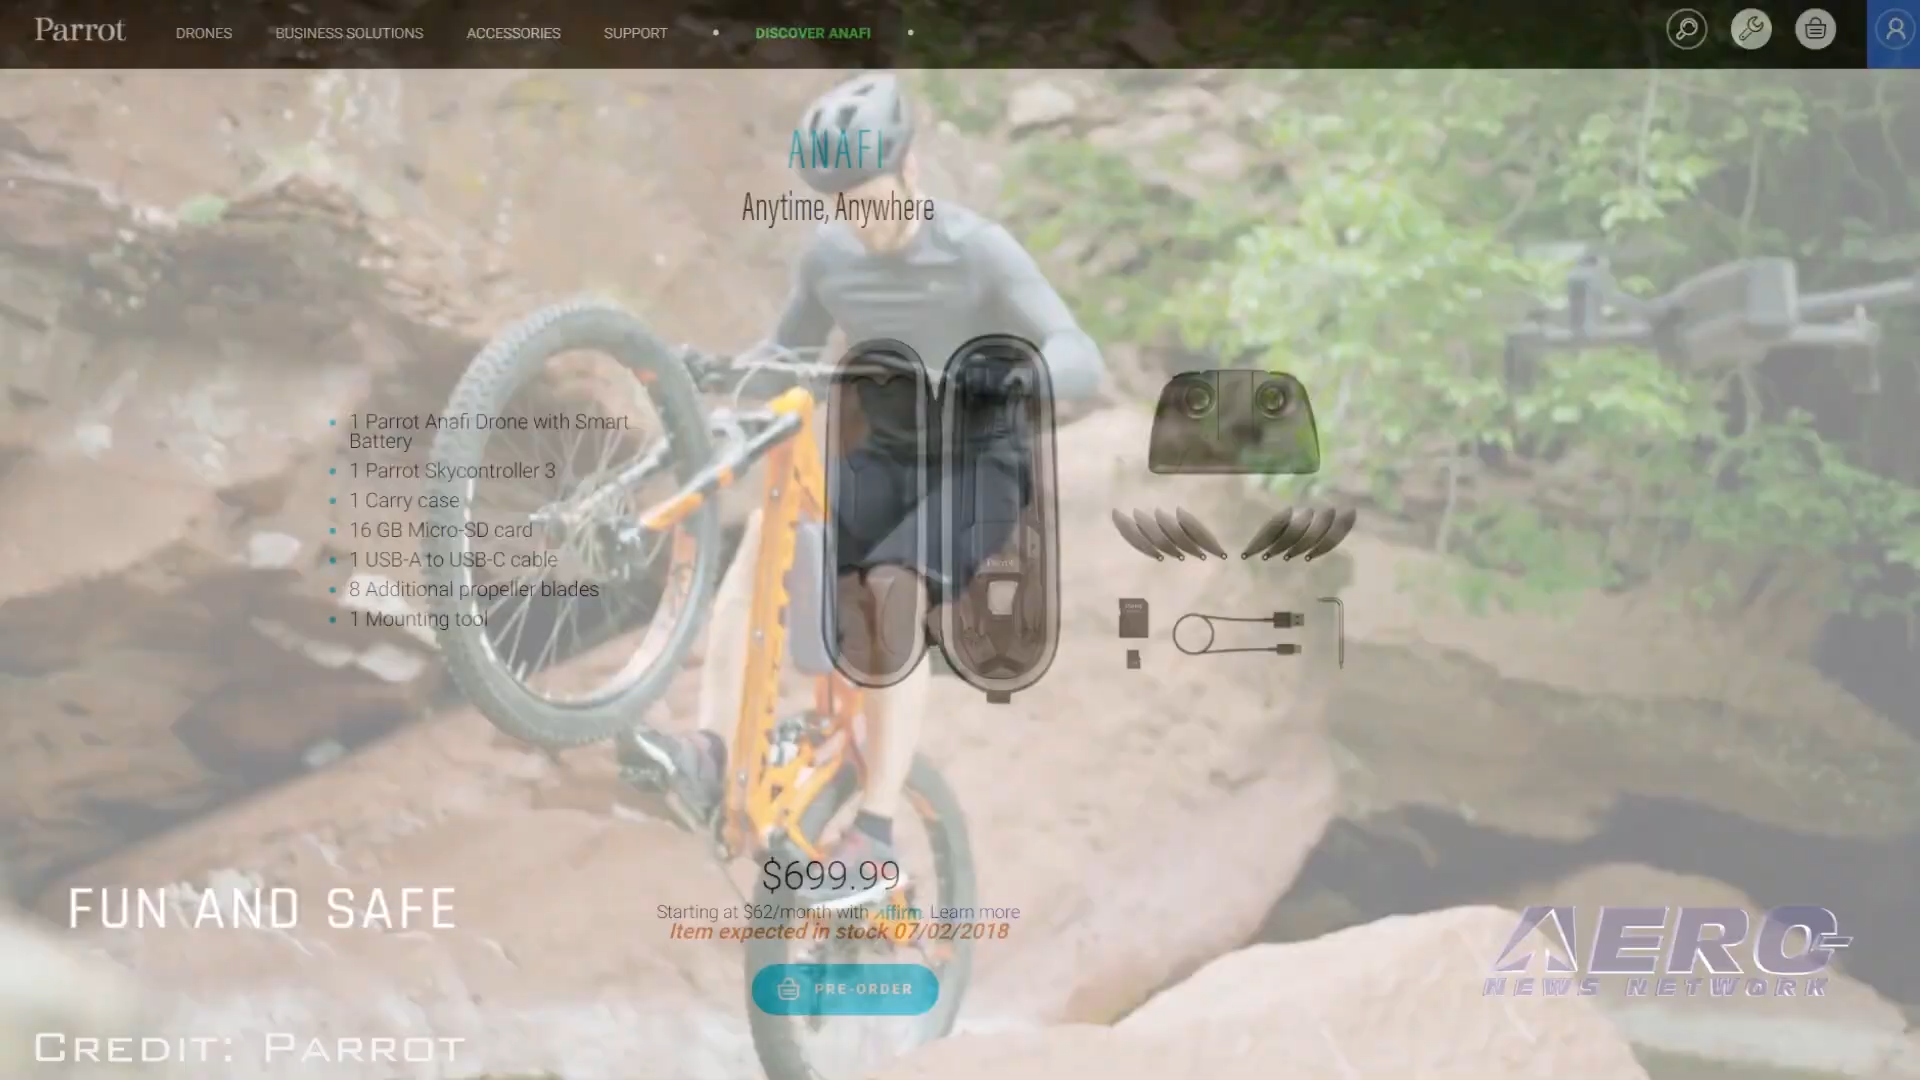 Parrot
DRONES
BUSINESS SOLUTIONS
ACCESSORIES
SUPPORT
DISCOVER ANAFI
ANAFI
Anytime, Anywhere
1 Parrot Anafi Drone with Smart
Battery
1 Parrot Skycontroller 3
1 Carry case
16 GB Micro-SD card
1 USB-A to USB-C cable
8 Additional propeller blades
1 Mounting tool
$699.99
Starting at $62/month with affirm. Learn more
Item expected in stock 07/02/2018
PRE-ORDER
FUN AND SAFE
AERO
NEWS NETWORK
CREDIT: PARROT